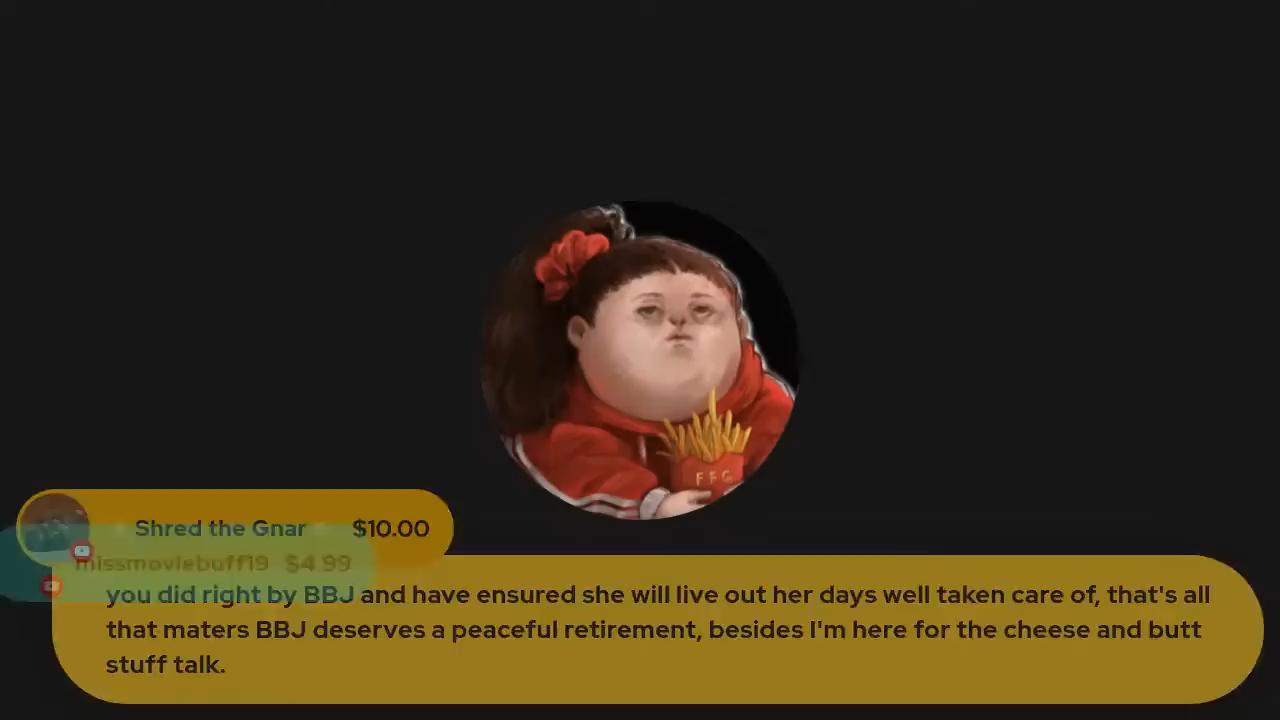 FFG
Shred the Gnar $10.00
missmoviebuff19 $4.99
you did right by BBJ and have ensured she will live out her days well taken care of, that's all
that maters BBJ deserves a peaceful retirement, besides I'm here for the cheese and butt
stuff talk.